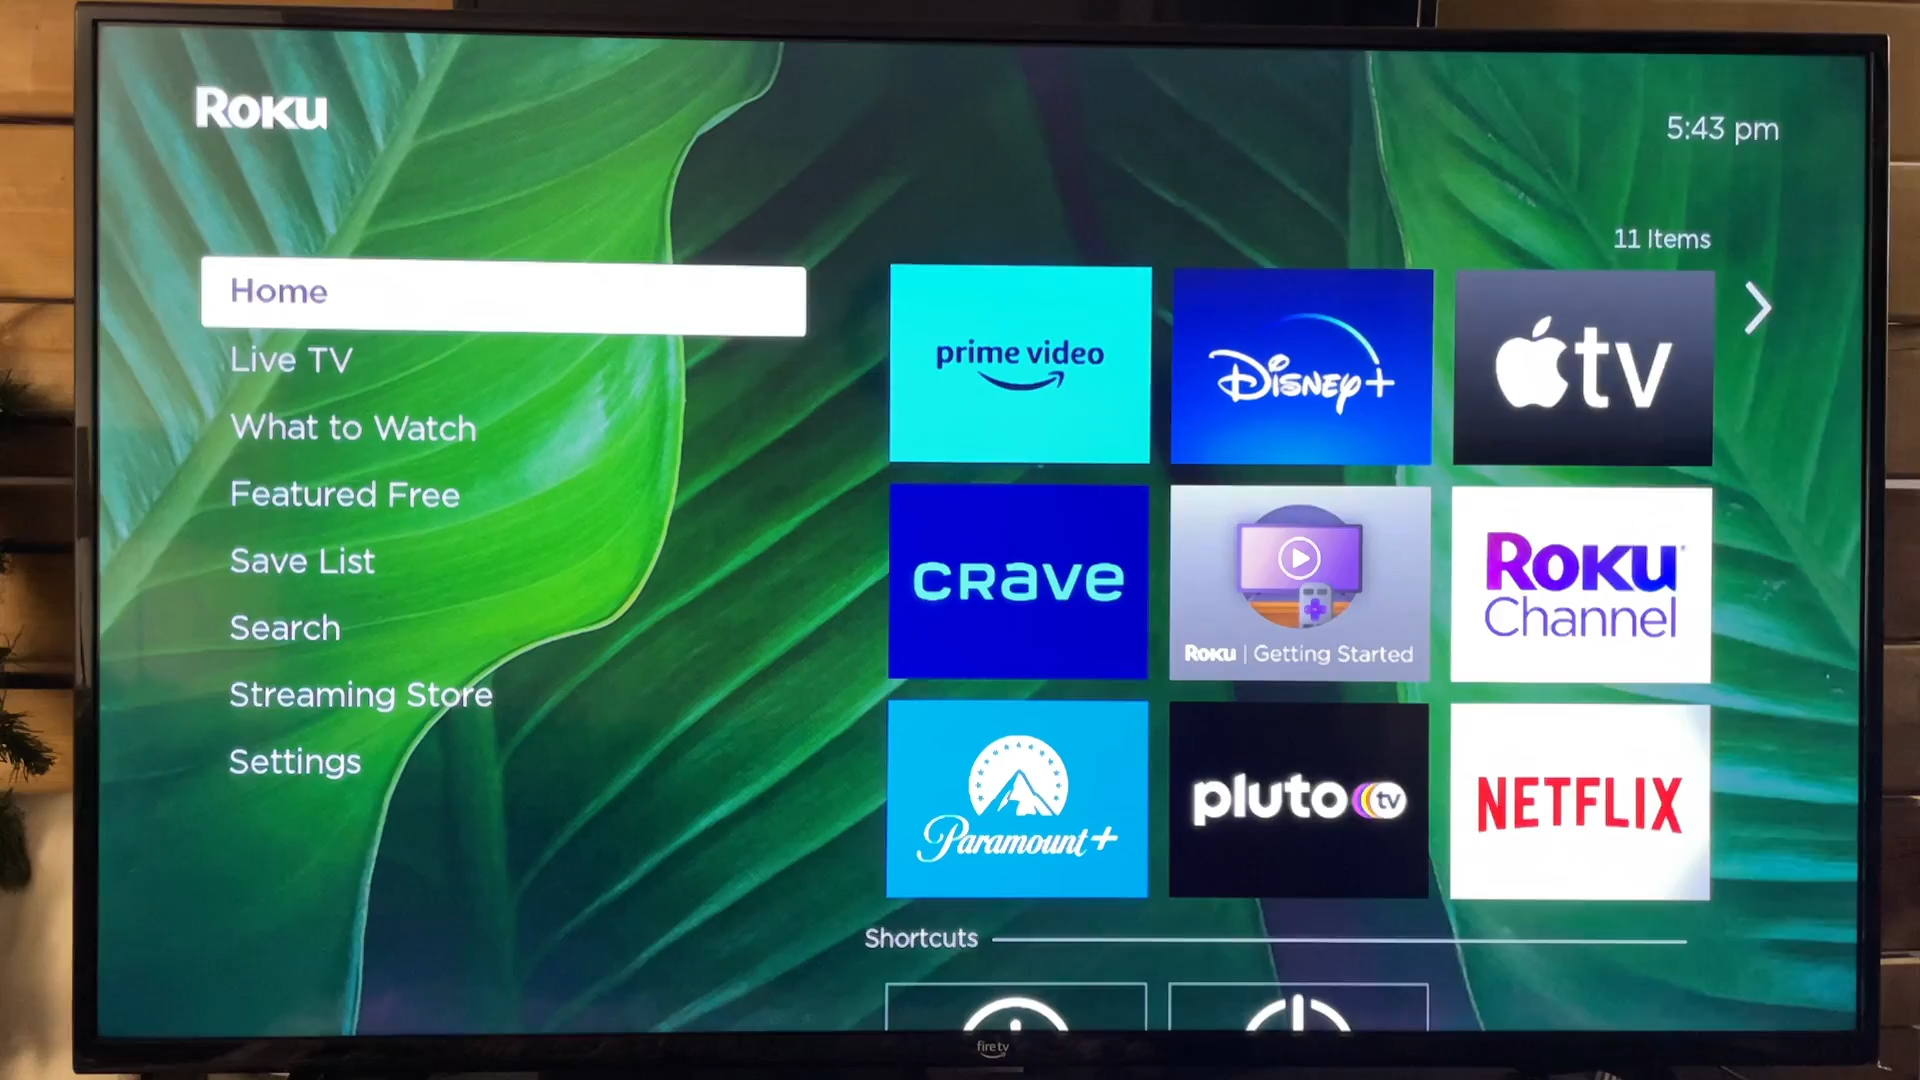 ROKU
5:43 pm
11 Items
Home
Live TV
What to Watch
Featured Free
Save List
Search
Streaming Store
Settings
prime video
Disney+
tv
CRAVE
ROKU | Getting Started
ROKU
Channel
Paramount+
pluto tv
NETFLIX
Shortcuts
fire tv